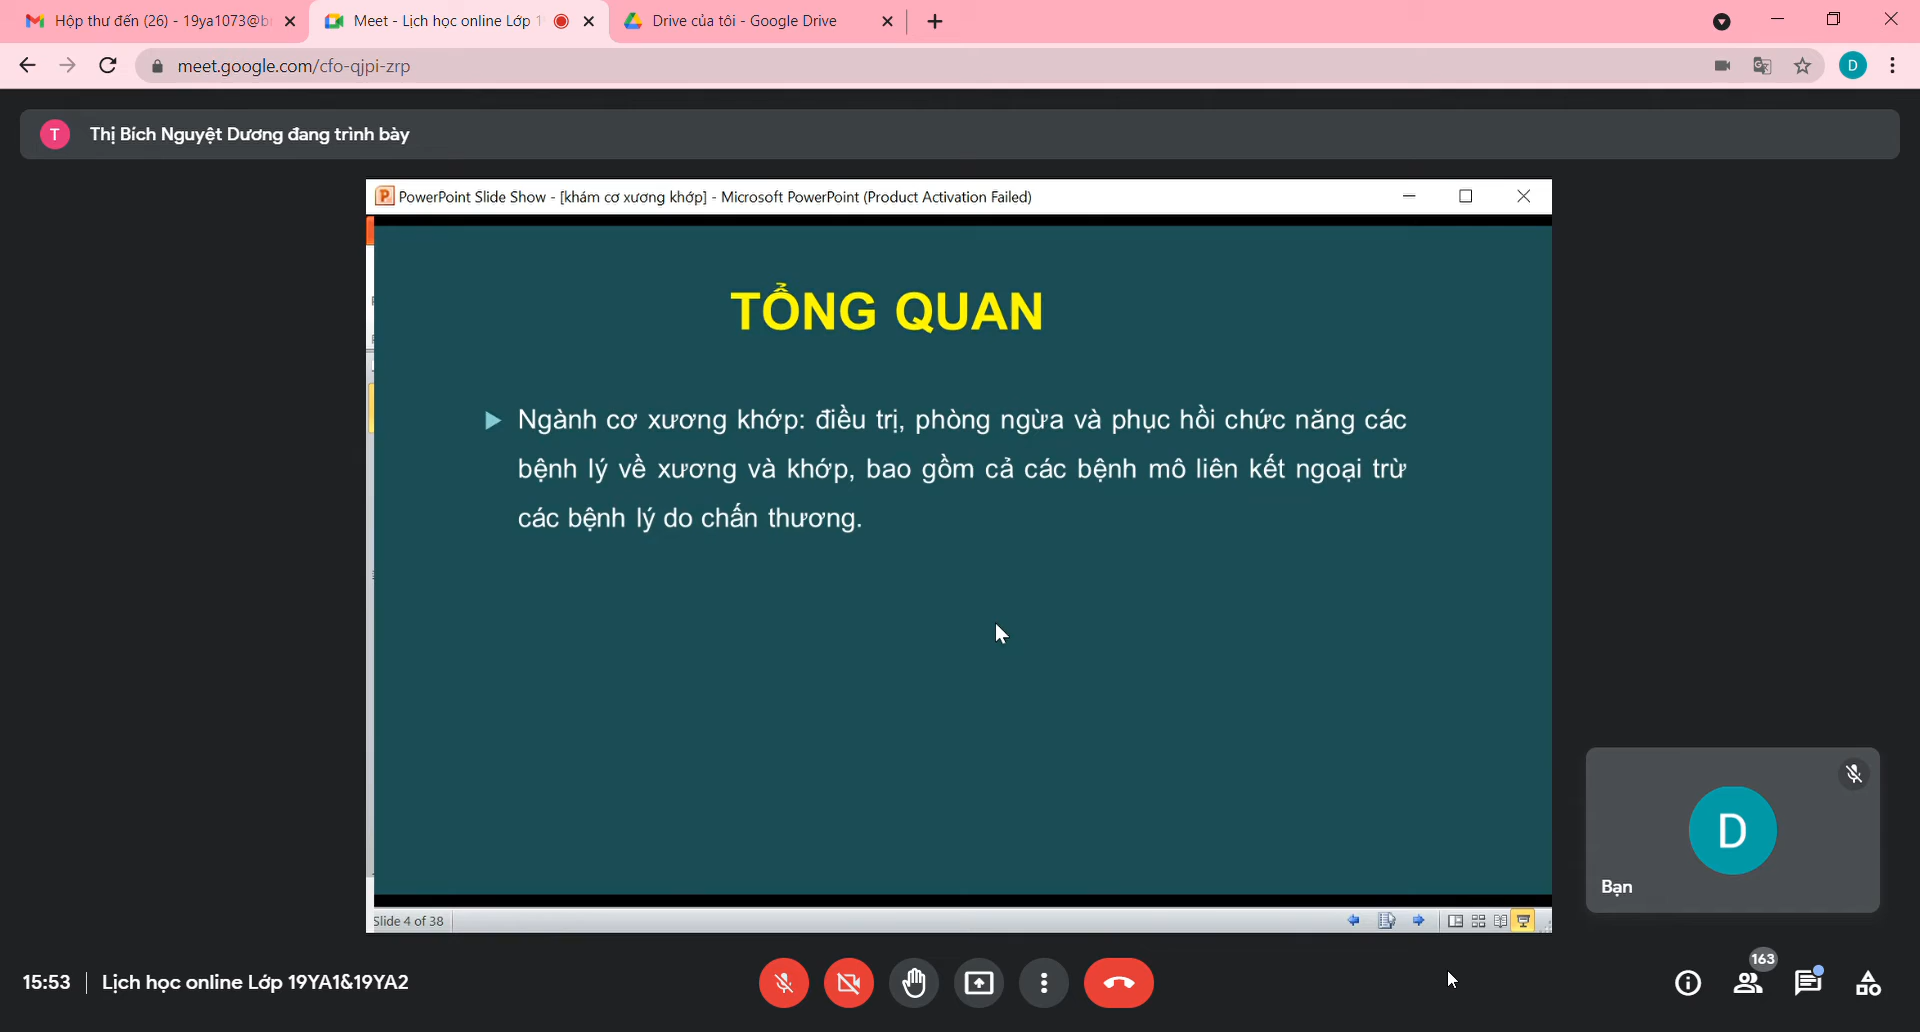 Hộp thư đến (26) - 19ya1073@b
Meet - Lịch học online Lớp 1
Drive của tôi - Google Drive
meet.google.com/cfo-qjpi-zrp
D
T
Thị Bích Nguyệt Dương đang trình bày
PowerPoint Slide Show - [khám cơ xương khớp] - Microsoft PowerPoint (Product Activation Failed)
TỔNG QUAN
Ngành cơ xương khớp: điều trị, phòng ngừa và phục hồi chức năng các
bệnh lý về xương và khớp, bao gồm cả các bệnh mô liên kết ngoại trừ
các bệnh lý do chấn thương.
D
Bạn
Slide 4 of 38
15:53
Lịch học online Lớp 19YA1&19YA2
163